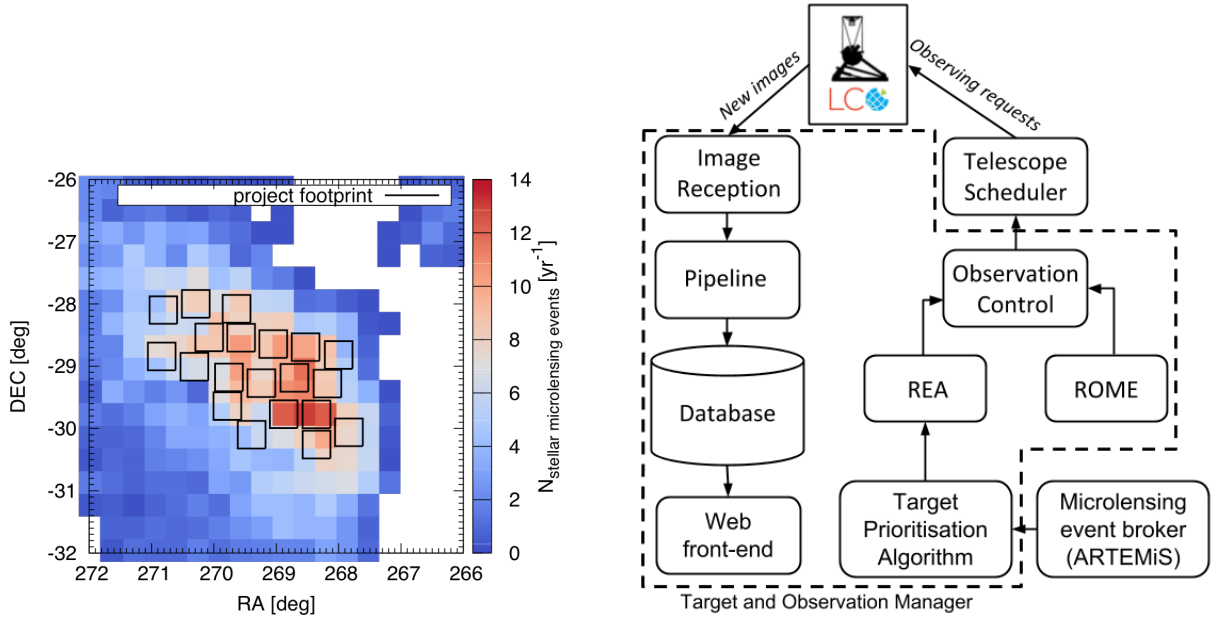 project footprint
-26
-27
-28
-29
-30
-31
-32
DEC [deg]
272
271
270
269
268
267
266
RA [deg]
14
12
10
8
6
4
2
0
Nstellar microlensing events [yr-1]
LCO
New images
Observing requests
Image
Reception
Pipeline
Database
Web
front-end
Telescope
Scheduler
Observation
Control
REA
ROME
Target
Prioritisation
Algorithm
Microlensing
event broker
(ARTEMiS)
Target and Observation Manager